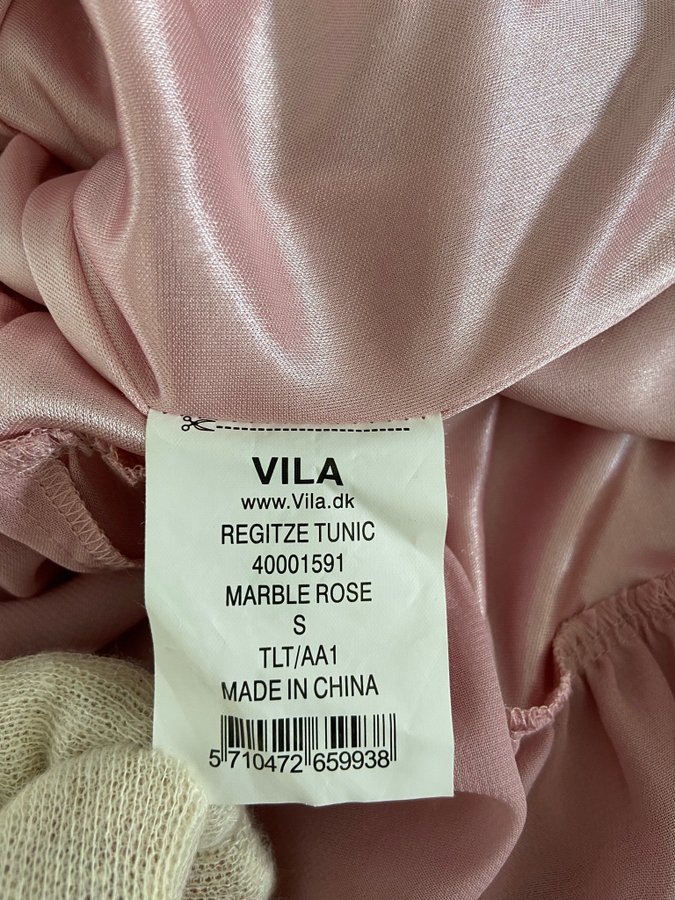 VILA
www.Vila.dk
REGITZE TUNIC
40001591
MARBLE ROSE
S
TLT/AA1
MADE IN CHINA
5 710472 659938